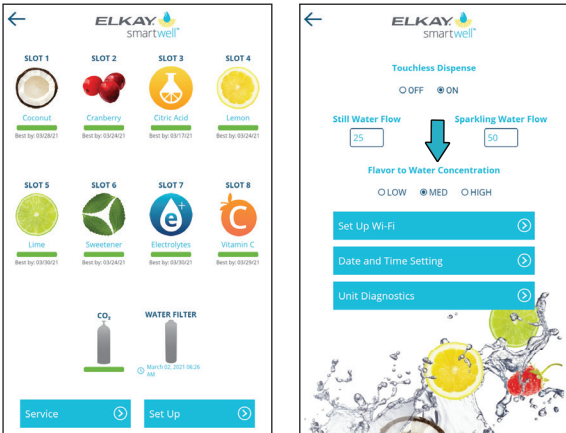 ELKAY
smartwell
SLOT 1 SLOT 2 SLOT 3 SLOT 4
Coconut Cranberry Citric Acid Lemon
Best by: 03/28/21 Best by: 03/24/21 Best by: 03/17/21 Best by: 03/24/21
SLOT 5 SLOT 6 SLOT 7 SLOT 8
e+ C
Lime Sweetener Electrolytes Vitamin C
Best by: 03/30/21 Best by: 03/24/21 Best by: 03/30/21 Best by: 03/29/21
CO₂ WATER FILTER
March 02, 2021 06:26
AM
Service Set Up
ELKAY
smartwell
Touchless Dispense
OFF ON
Still Water Flow Sparkling Water Flow
25 50
Flavor to Water Concentration
LOW MED HIGH
Set Up Wi-Fi
Date and Time Setting
Unit Diagnostics